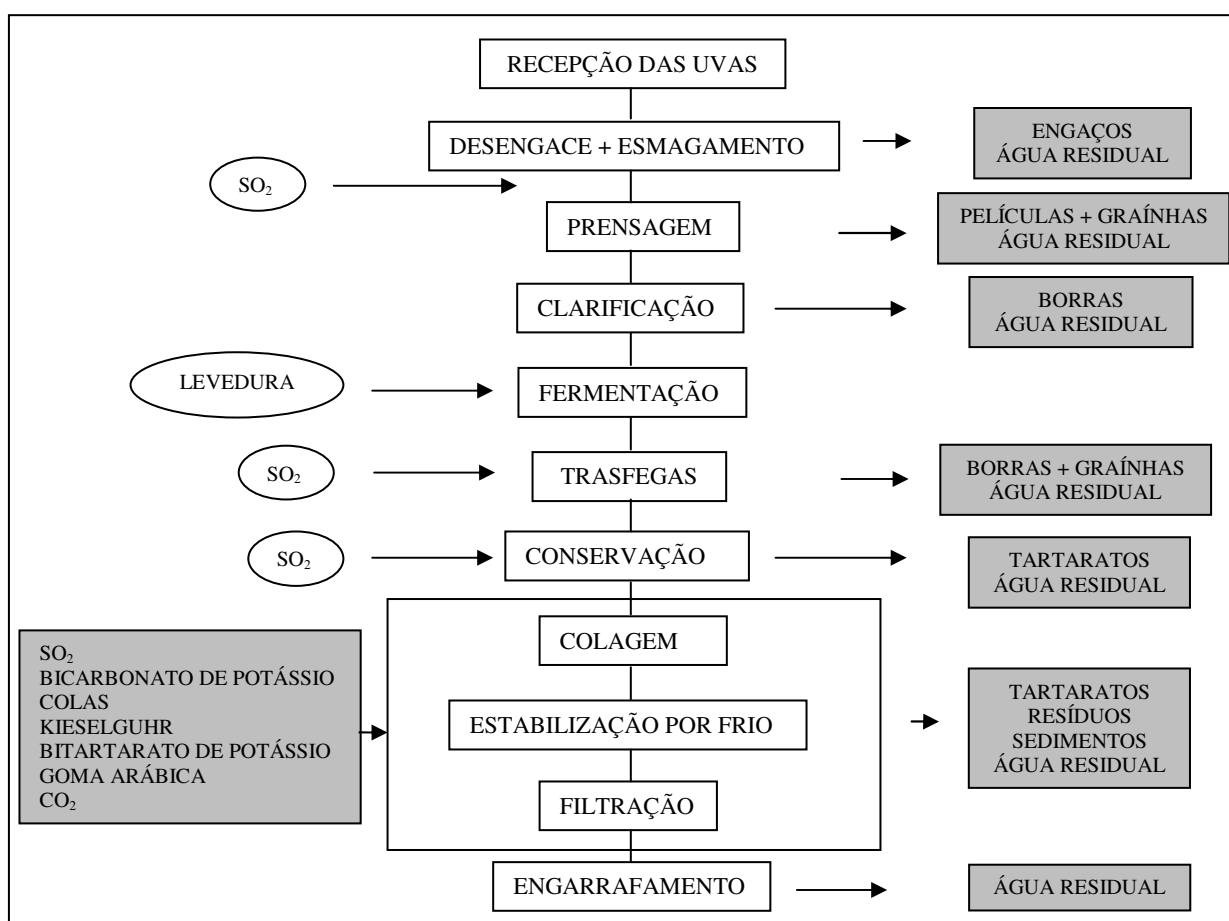 RECEPÇÃO DAS UVAS
DESENGACE + ESMAGAMENTO
ENGAÇOS
ÁGUA RESIDUAL
SO₂
PRENSAGEM
PELÍCULAS + GRAÍNHAS
ÁGUA RESIDUAL
CLARIFICAÇÃO
BORRAS
ÁGUA RESIDUAL
LEVEDURA
FERMENTAÇÃO
SO₂
TRASFEGAS
BORRAS + GRAÍNHAS
ÁGUA RESIDUAL
SO₂
CONSERVAÇÃO
TARTARATOS
ÁGUA RESIDUAL
SO₂
BICARBONATO DE POTÁSSIO
COLAS
KIESELGUHR
BITARTARATO DE POTÁSSIO
GOMA ARÁBICA
CO₂
COLAGEM
ESTABILIZAÇÃO POR FRIO
FILTRAÇÃO
TARTARATOS
RESÍDUOS
SEDIMENTOS
ÁGUA RESIDUAL
ENGARRAFAMENTO
ÁGUA RESIDUAL